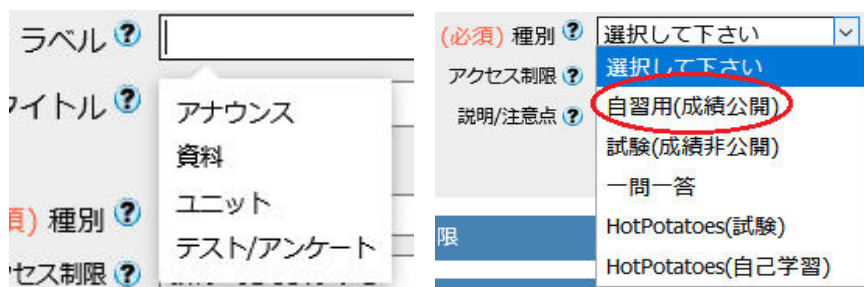 ラベル
イトル
アナウンス
資料
ユニット
テスト/アンケート
) 種別
セス制限
(必須) 種別
選択して下さい
選択して下さい
アクセス制限
自習用(成績公開)
説明/注意点
試験(成績非公開)
一問一答
HotPotatoes(試験)
限
HotPotatoes(自己学習)